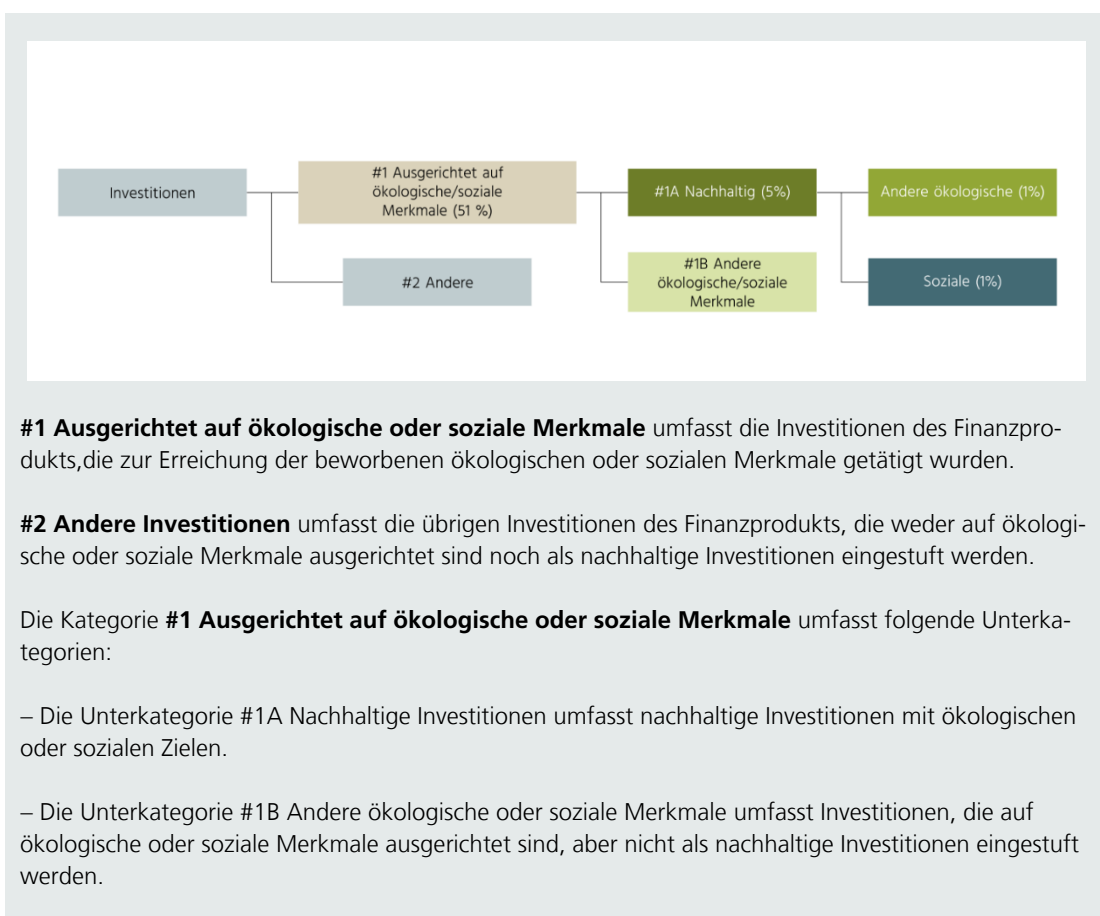 #1 Ausgerichtet auf
ökologische/soziale
Merkmale (51 %)
Investitionen
#1A Nachhaltig (5%)
Andere ökologische (1%)
#2 Andere
#1B Andere
ökologische/soziale
Merkmale
Soziale (1%)
#1 Ausgerichtet auf ökologische oder soziale Merkmale umfasst die Investitionen des Finanzpro-
dukts,die zur Erreichung der beworbenen ökologischen oder sozialen Merkmale getätigt wurden.
#2 Andere Investitionen umfasst die übrigen Investitionen des Finanzprodukts, die weder auf ökologi-
sche oder soziale Merkmale ausgerichtet sind noch als nachhaltige Investitionen eingestuft werden.
Die Kategorie #1 Ausgerichtet auf ökologische oder soziale Merkmale umfasst folgende Unterka-
tegorien:
– Die Unterkategorie #1A Nachhaltige Investitionen umfasst nachhaltige Investitionen mit ökologischen
oder sozialen Zielen.
– Die Unterkategorie #1B Andere ökologische oder soziale Merkmale umfasst Investitionen, die auf
ökologische oder soziale Merkmale ausgerichtet sind, aber nicht als nachhaltige Investitionen eingestuft
werden.